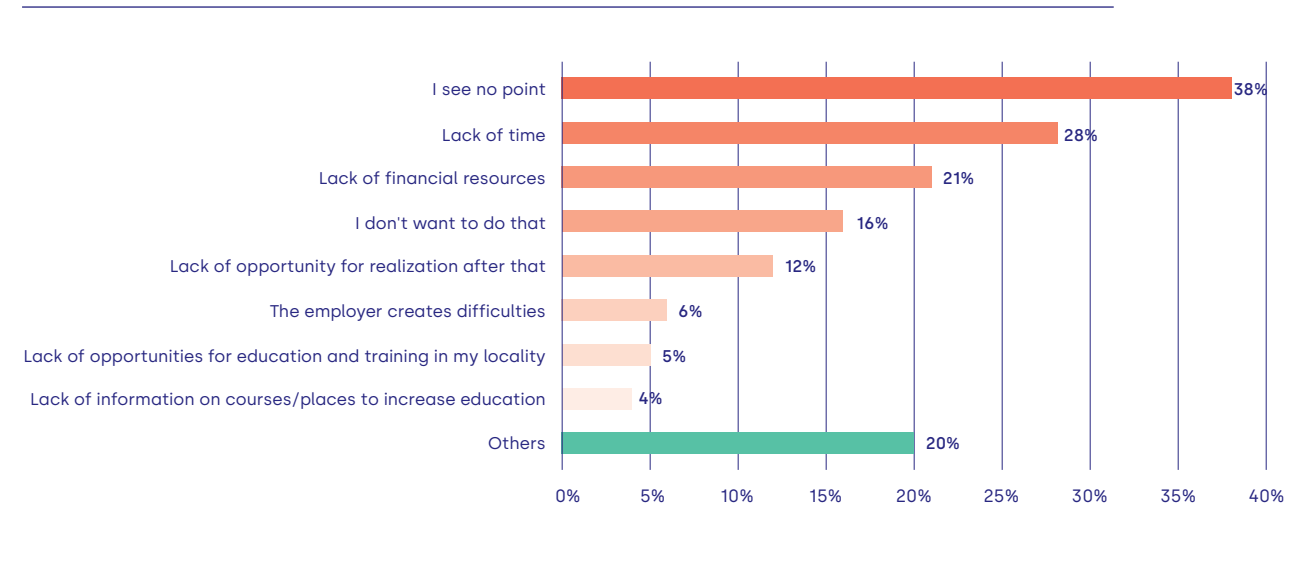 I see no point 38%
Lack of time 28%
Lack of financial resources 21%
I don't want to do that 16%
Lack of opportunity for realization after that 12%
The employer creates difficulties 6%
Lack of opportunities for education and training in my locality 5%
Lack of information on courses/places to increase education 4%
Others 20%
0% 5% 10% 15% 20% 25% 30% 35% 40%